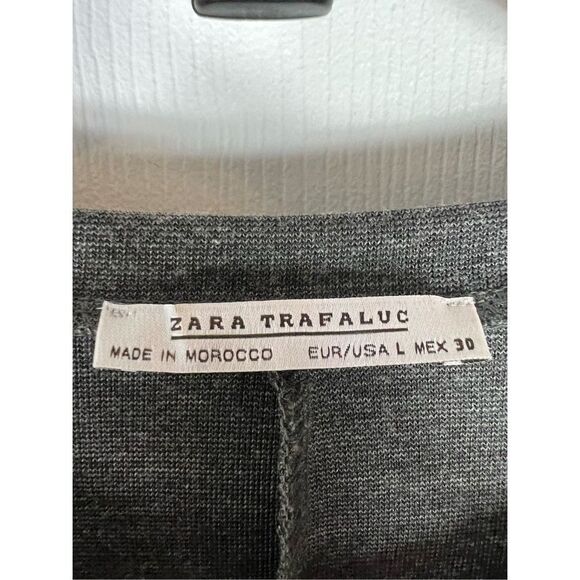 ZARA TRAFALUC
MADE IN MOROCCO EUR/USA L MEX 30